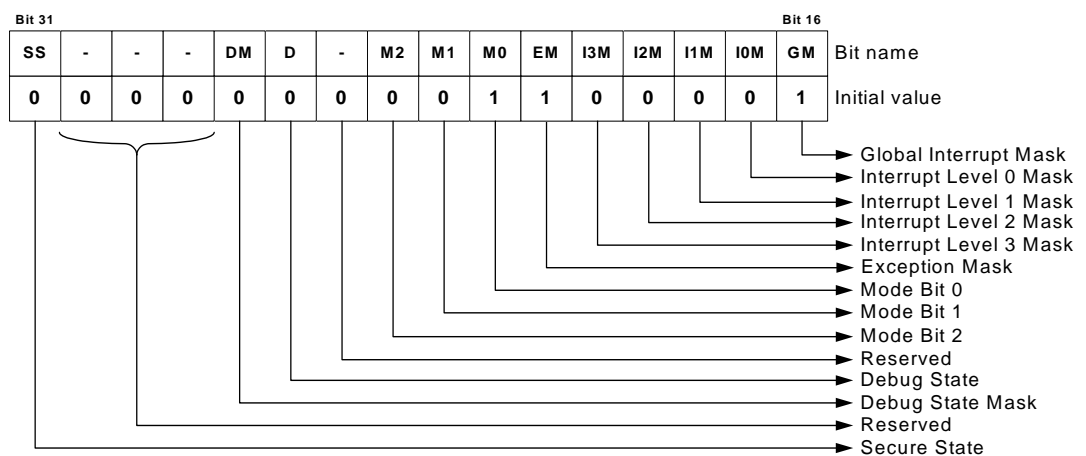 Bit 31 Bit 16
SS - - - DM D - M2 M1 M0 EM I3M I2M I1M I0M GM Bit name
0 0 0 0 0 0 0 0 0 1 1 0 0 0 0 1 Initial value
Global Interrupt Mask
Interrupt Level 0 Mask
Interrupt Level 1 Mask
Interrupt Level 2 Mask
Interrupt Level 3 Mask
Exception Mask
Mode Bit 0
Mode Bit 1
Mode Bit 2
Reserved
Debug State
Debug State Mask
Reserved
Secure State